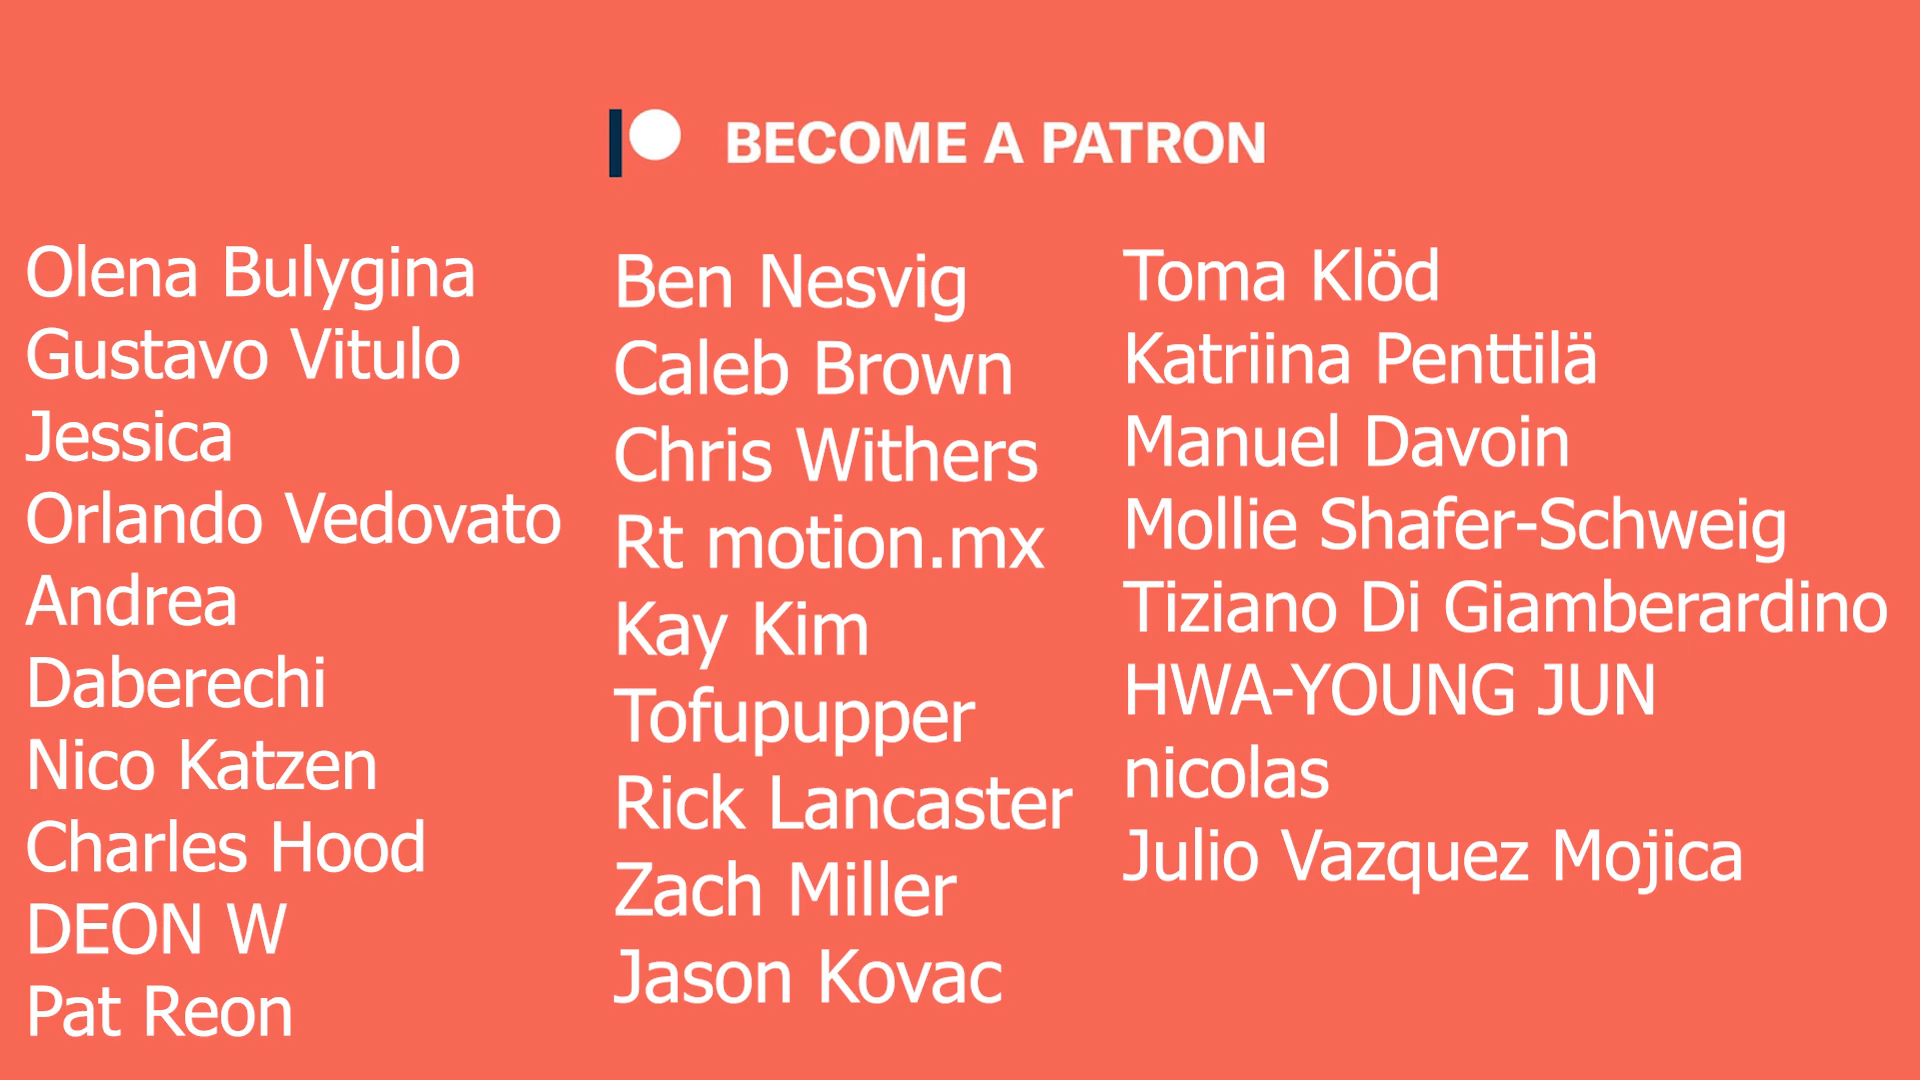 BECOME A PATRON
Olena Bulygina
Gustavo Vitulo
Jessica
Orlando Vedovato
Andrea
Daberechi
Nico Katzen
Charles Hood
DEON W
Pat Reon
Ben Nesvig
Caleb Brown
Chris Withers
Rt motion.mx
Kay Kim
Tofupupper
Rick Lancaster
Zach Miller
Jason Kovac
Toma Klöd
Katriina Penttilä
Manuel Davoin
Mollie Shafer-Schweig
Tiziano Di Giamberardino
HWA-YOUNG JUN
nicolas
Julio Vazquez Mojica